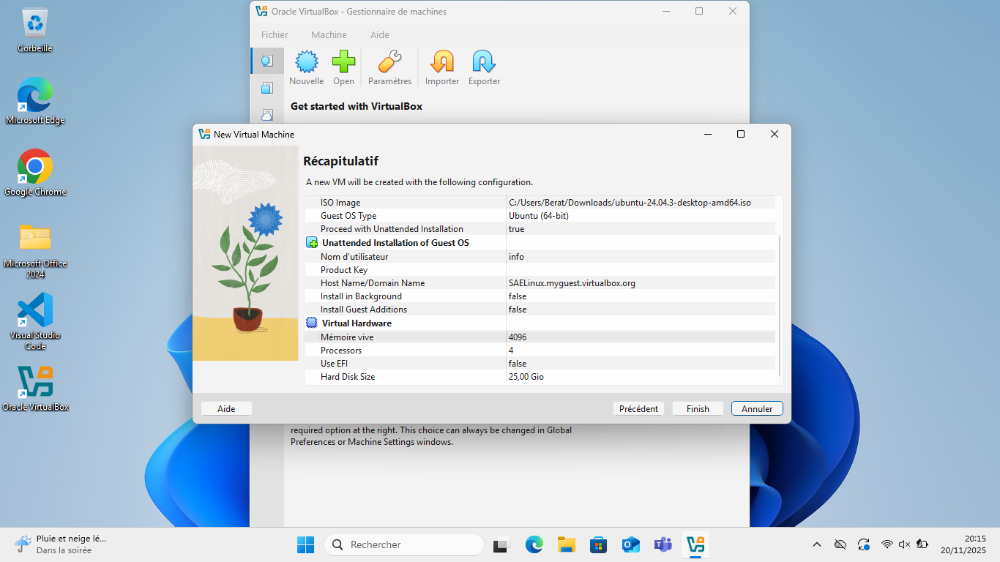 Corbeille
Microsoft Edge
Google Chrome
Microsoft Office
2024
Visual Studio
Code
Oracle VirtualBox
Oracle VirtualBox - Gestionnaire de machines
Fichier Machine Aide
Nouvelle Open Paramètres Importer Exporter
Get started with VirtualBox
New Virtual Machine
Récapitulatif
A new VM will be created with the following configuration.
ISO Image C:/Users/Berat/Downloads/ubuntu-24.04.3-desktop-amd64.iso
Guest OS Type Ubuntu (64-bit)
Proceed with Unattended Installation true
Unattended Installation of Guest OS
Nom d'utilisateur info
Product Key
Host Name/Domain Name SAELinux.myguest.virtualbox.org
Install in Background false
Install Guest Additions false
Virtual Hardware
Mémoire vive 4096
Processors 4
Use EFI false
Hard Disk Size 25,00 Gio
Aide Précédent Finish Annuler
required option at the right. This choice can always be changed in Global
Preferences or Machine Settings windows.
Pluie et neige lé...
Dans la soirée
Rechercher
20:15
20/11/2025